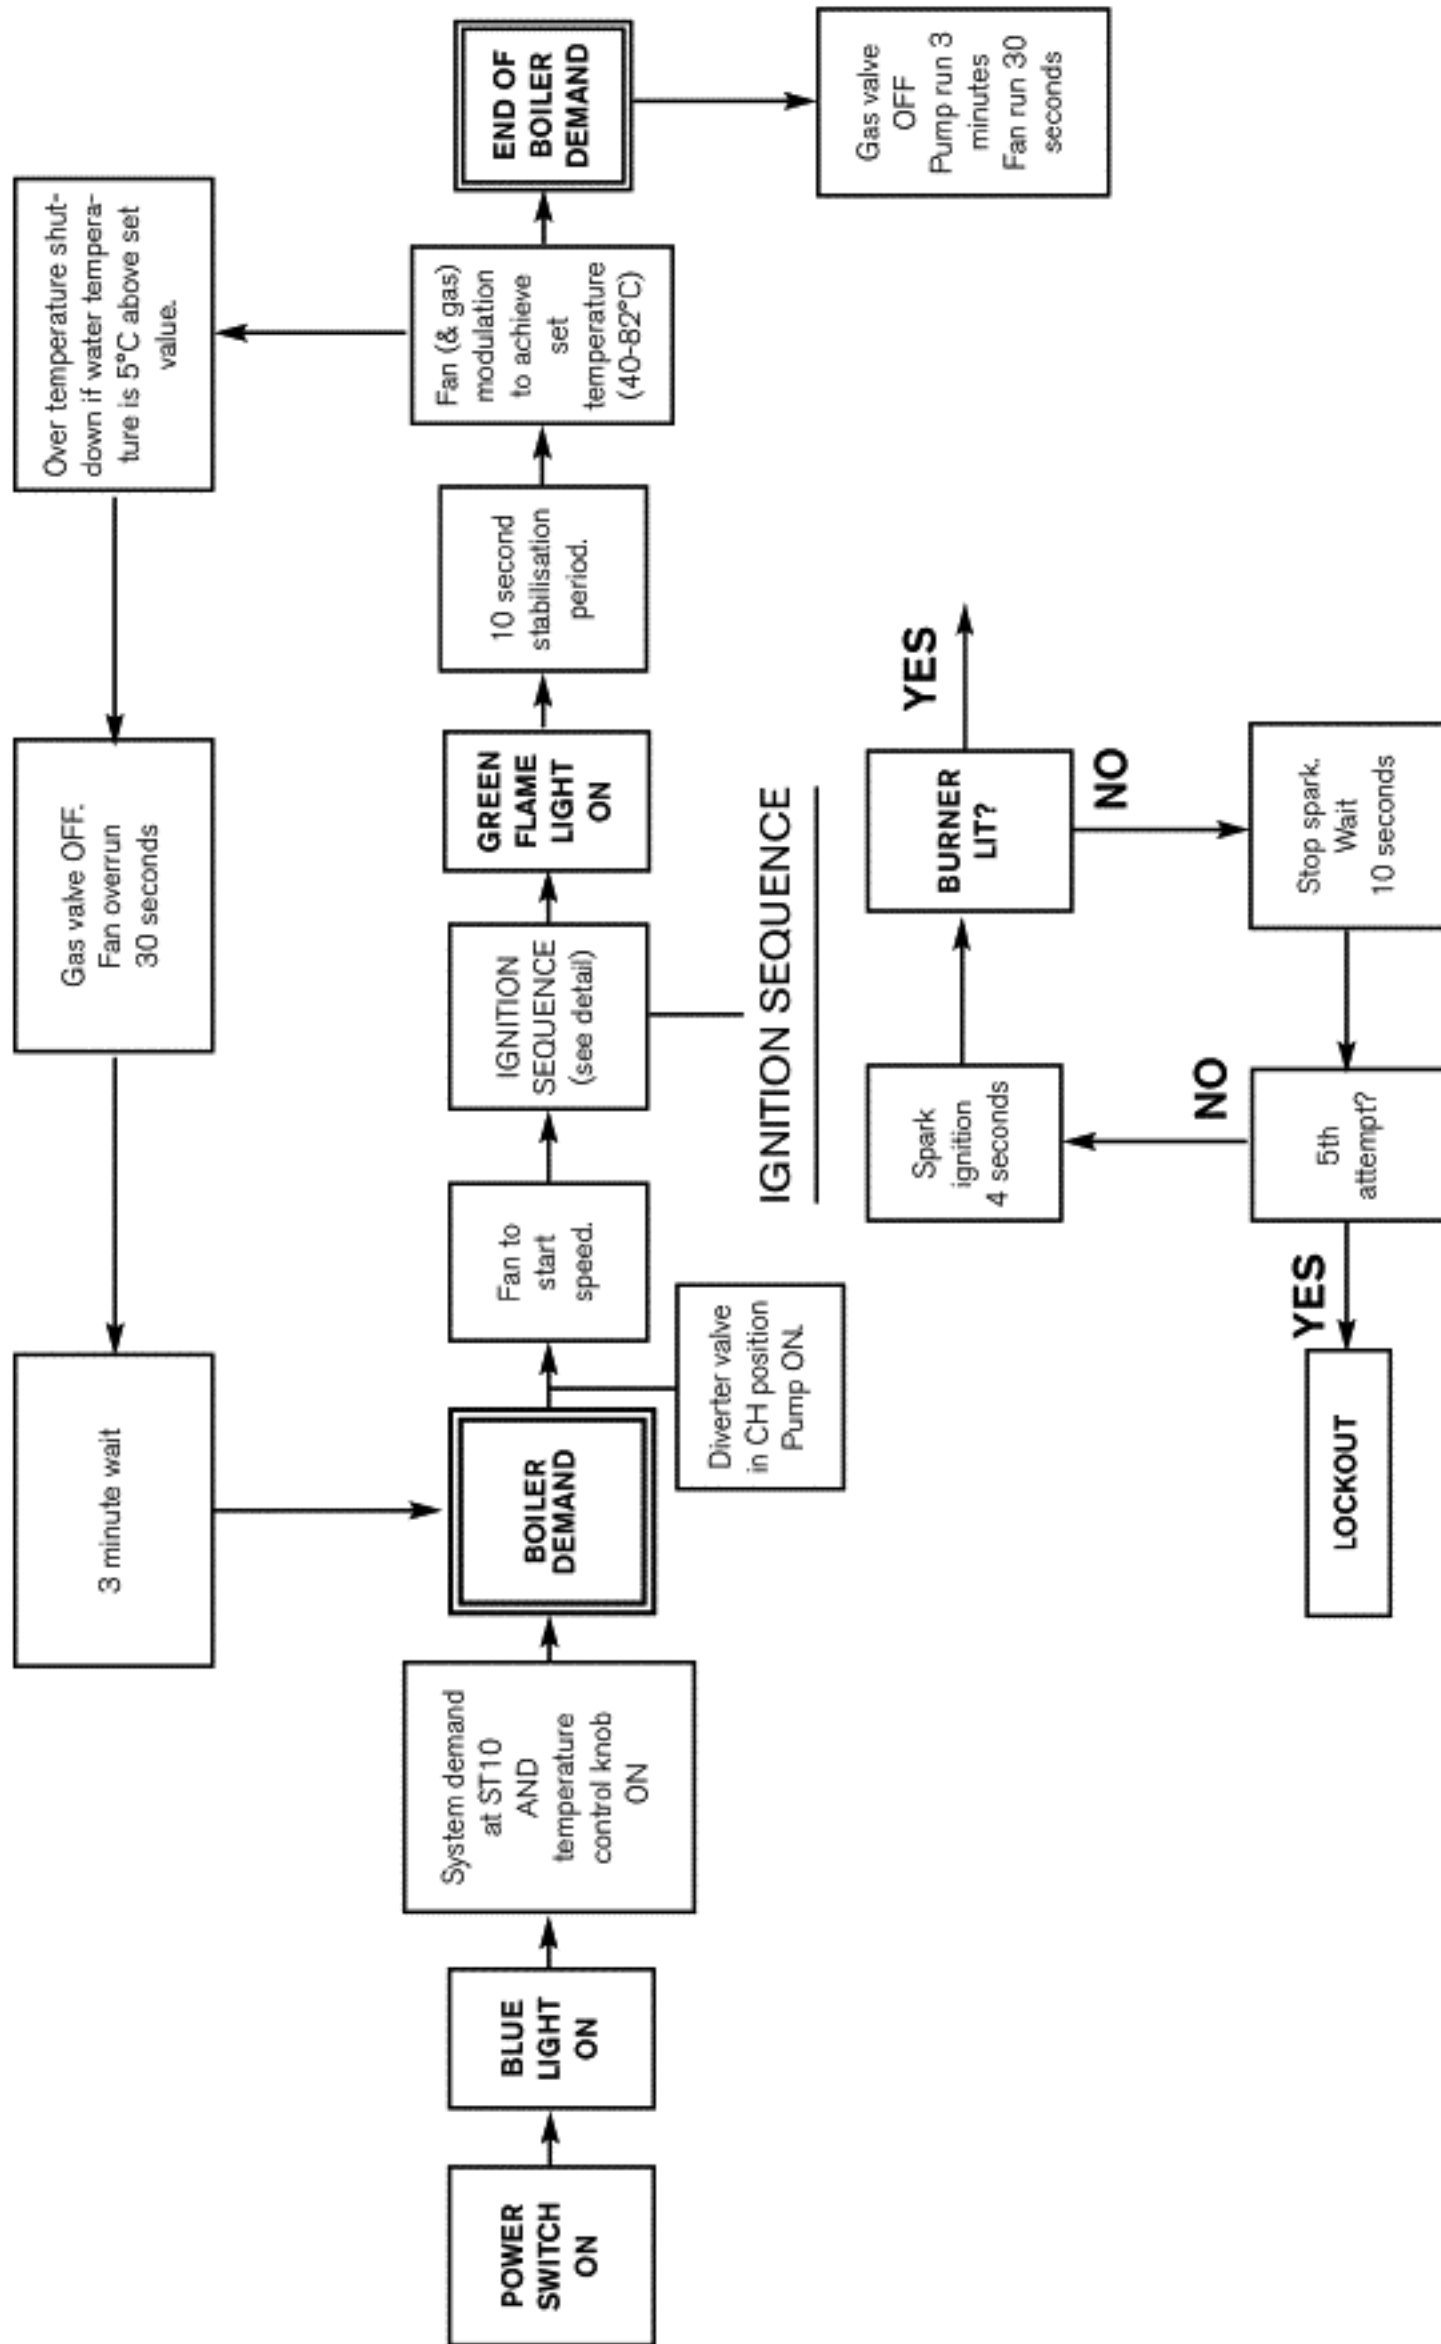 3 minute wait
Gas valve OFF.
Fan overrun
30 seconds
Over temperature shut-
down if water tempera-
ture is 5°C above set
value.
POWER
SWITCH
ON
BLUE
LIGHT
ON
System demand
at ST10
AND
temperature
control knob
ON
BOILER
DEMAND
Fan to
start
speed.
IGNITION
SEQUENCE
(see detail)
GREEN
FLAME
LIGHT
ON
10 second
stabilisation
period.
Fan (& gas)
modulation
to achieve
set
temperature
(40-82°C)
END OF
BOILER
DEMAND
Diverter valve
in CH position
Pump ON.
Gas valve
OFF
Pump run 3
minutes
Fan run 30
seconds
IGNITION SEQUENCE
Spark
ignition
4 seconds
BURNER
LIT?
YES
NO
Stop spark.
Wait
10 seconds
5th
attempt?
NO
YES
LOCKOUT